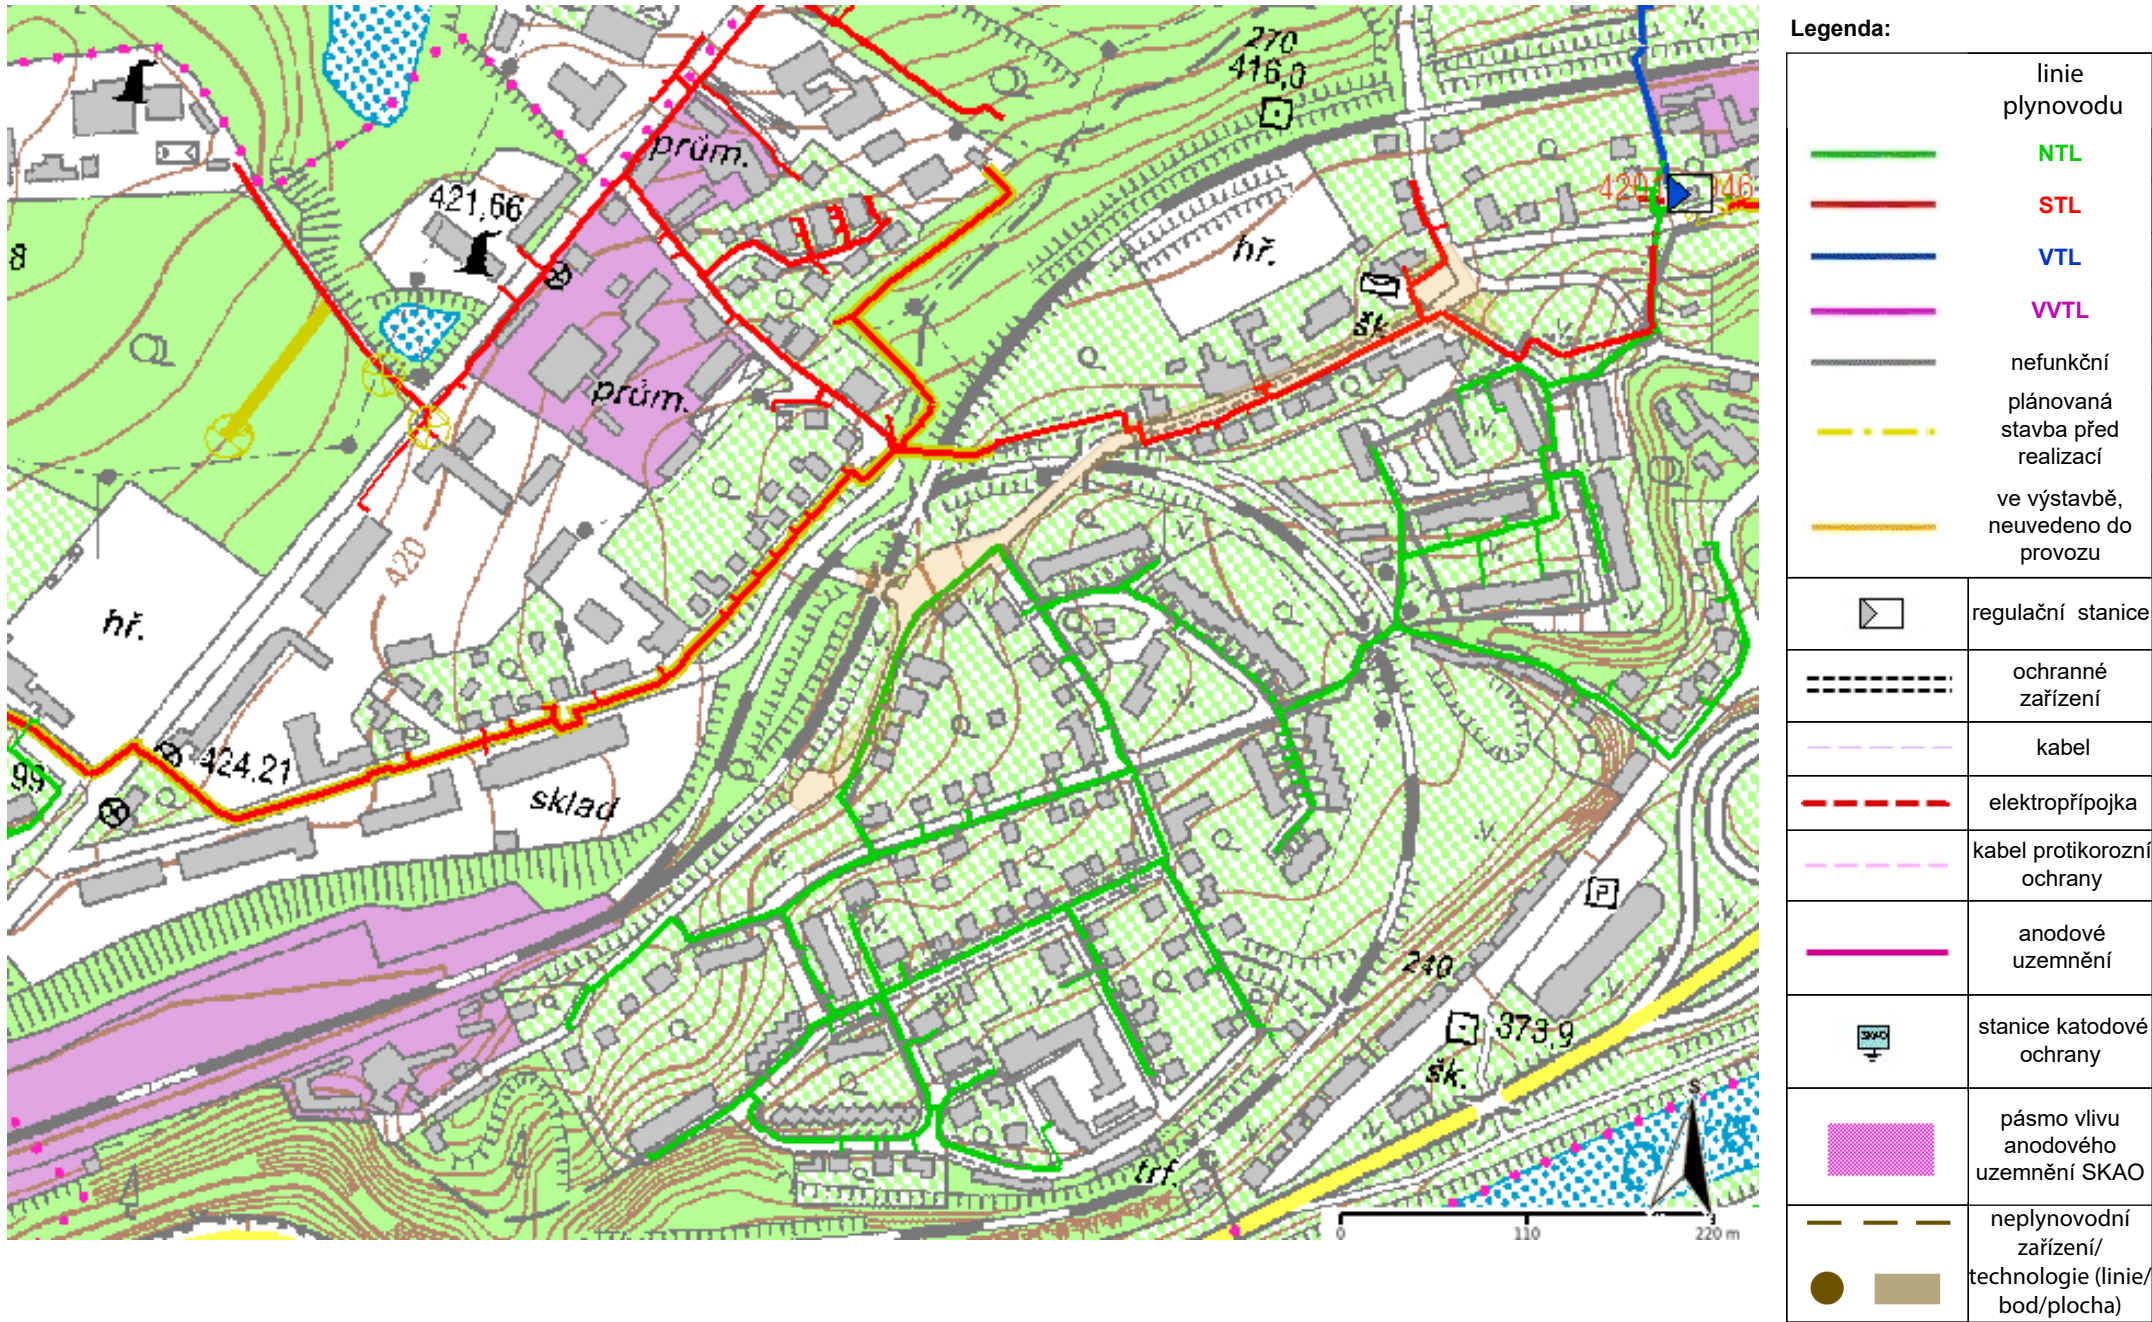 270
416,0
prům.
421,66
8
hř.
šk.
prům.
420
hř.
99
424,21
sklad
240
373,9
šk.
trf.
P
S
0 110 220 m
Legenda:
linie
plynovodu
NTL
STL
VTL
VVTL
nefunkční
plánovaná
stavba před
realizací
ve výstavbě,
neuvedeno do
provozu
regulační stanice
ochranné
zařízení
kabel
elektropřípojka
kabel protikorozní
ochrany
anodové
uzemnění
SKAO
stanice katodové
ochrany
pásmo vlivu
anodového
uzemnění SKAO
neplynovodní
zařízení/
technologie (linie/
bod/plocha)